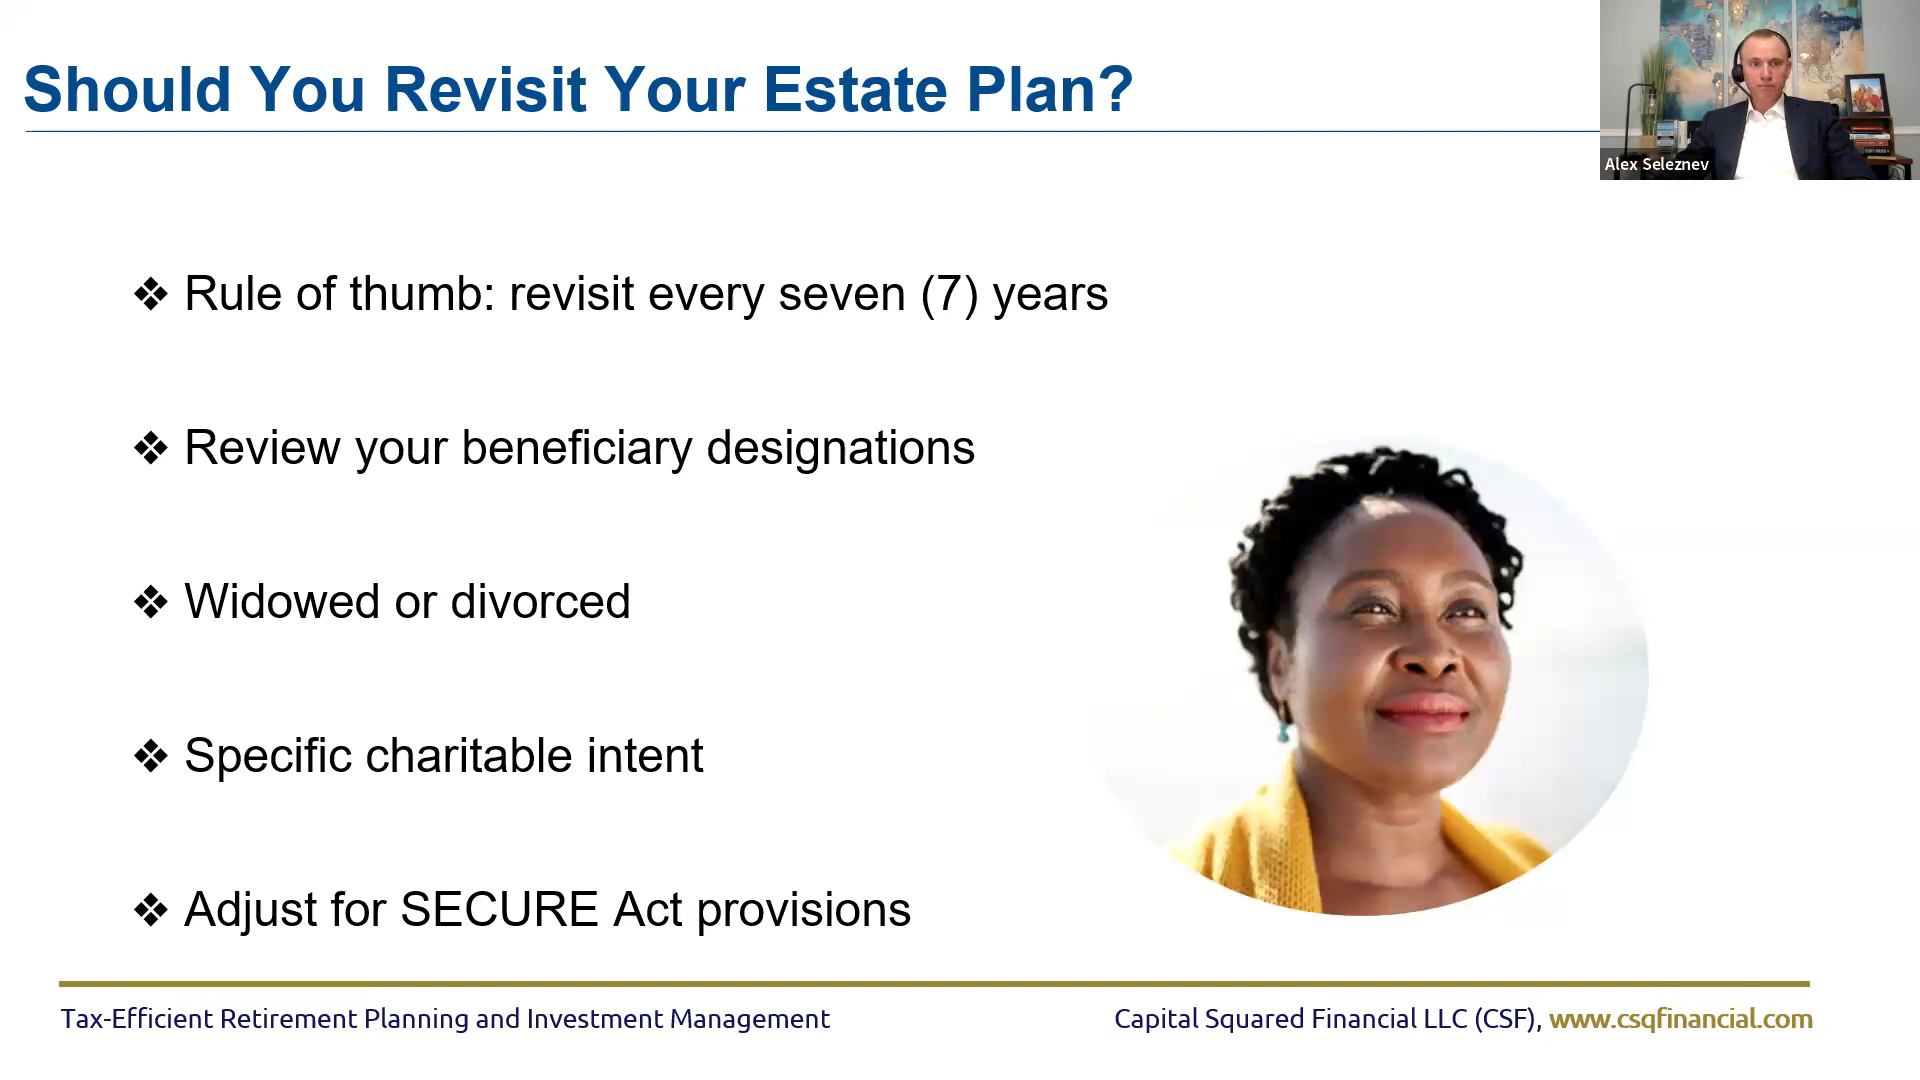 Should You Revisit Your Estate Plan?
Alex Seleznev
❖ Rule of thumb: revisit every seven (7) years
❖ Review your beneficiary designations
❖ Widowed or divorced
❖ Specific charitable intent
❖ Adjust for SECURE Act provisions
Tax-Efficient Retirement Planning and Investment Management
Capital Squared Financial LLC (CSF), www.csqfinancial.com